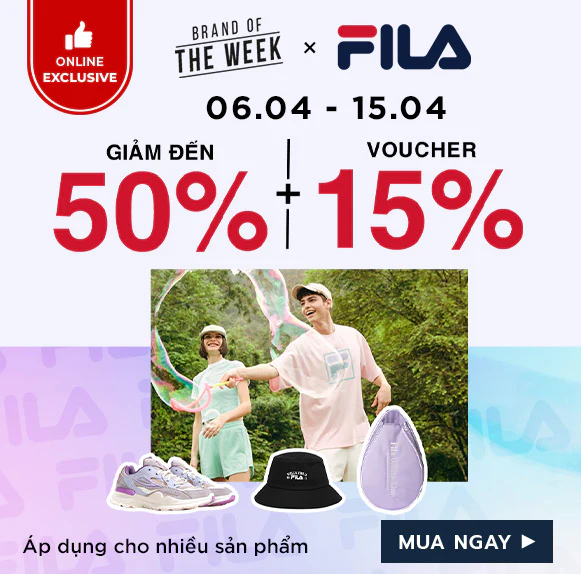 ONLINE
EXCLUSIVE
BRAND OF
THE WEEK × FILA
06.04 - 15.04
GIẢM ĐẾN
50%
+
VOUCHER
15%
FILA
Áp dụng cho nhiều sản phẩm
MUA NGAY